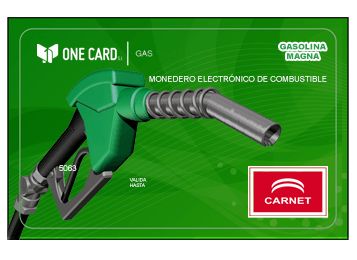 ONE CARD
GAS
GASOLINA
MAGNA
MONEDERO ELECTRÓNICO DE COMBUSTIBLE
5063
VALIDA
HASTA
CARNET